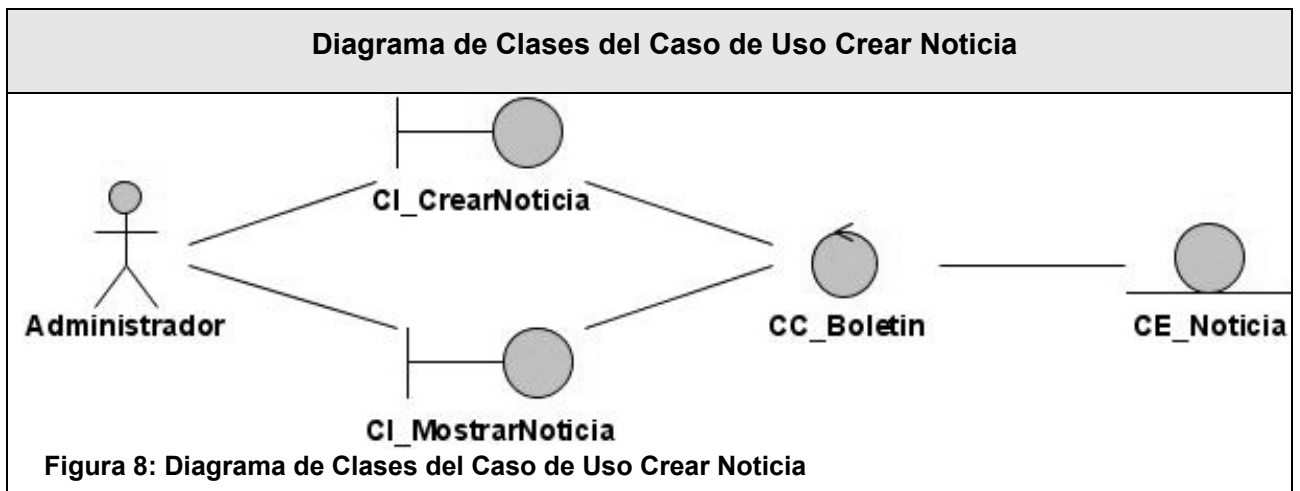 Diagrama de Clases del Caso de Uso Crear Noticia
CI_CrearNoticia
Administrador
CC_Boletin
CE_Noticia
CI_MostrarNoticia
Figura 8: Diagrama de Clases del Caso de Uso Crear Noticia